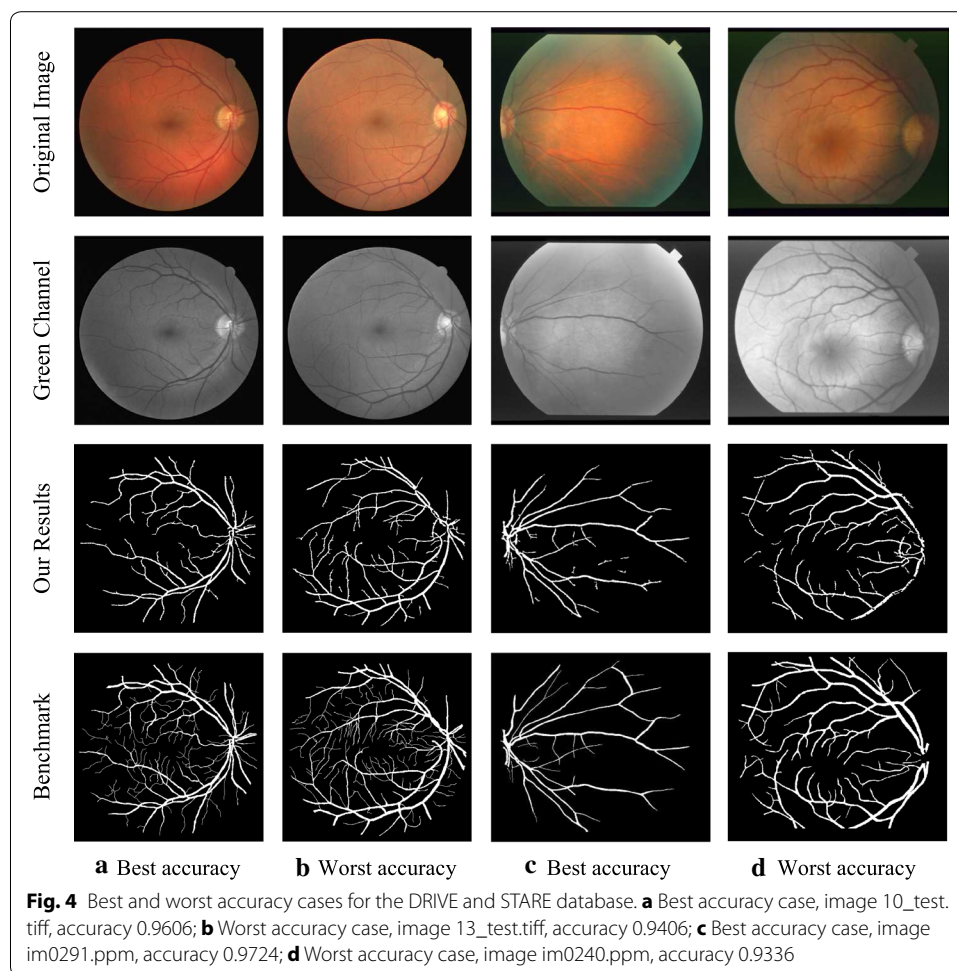 Original Image
Green Channel
Our Results
Benchmark
a Best accuracy
b Worst accuracy
c Best accuracy
d Worst accuracy
Fig. 4 Best and worst accuracy cases for the DRIVE and STARE database. a Best accuracy case, image 10_test.
tiff, accuracy 0.9606; b Worst accuracy case, image 13_test.tiff, accuracy 0.9406; c Best accuracy case, image
im0291.ppm, accuracy 0.9724; d Worst accuracy case, image im0240.ppm, accuracy 0.9336